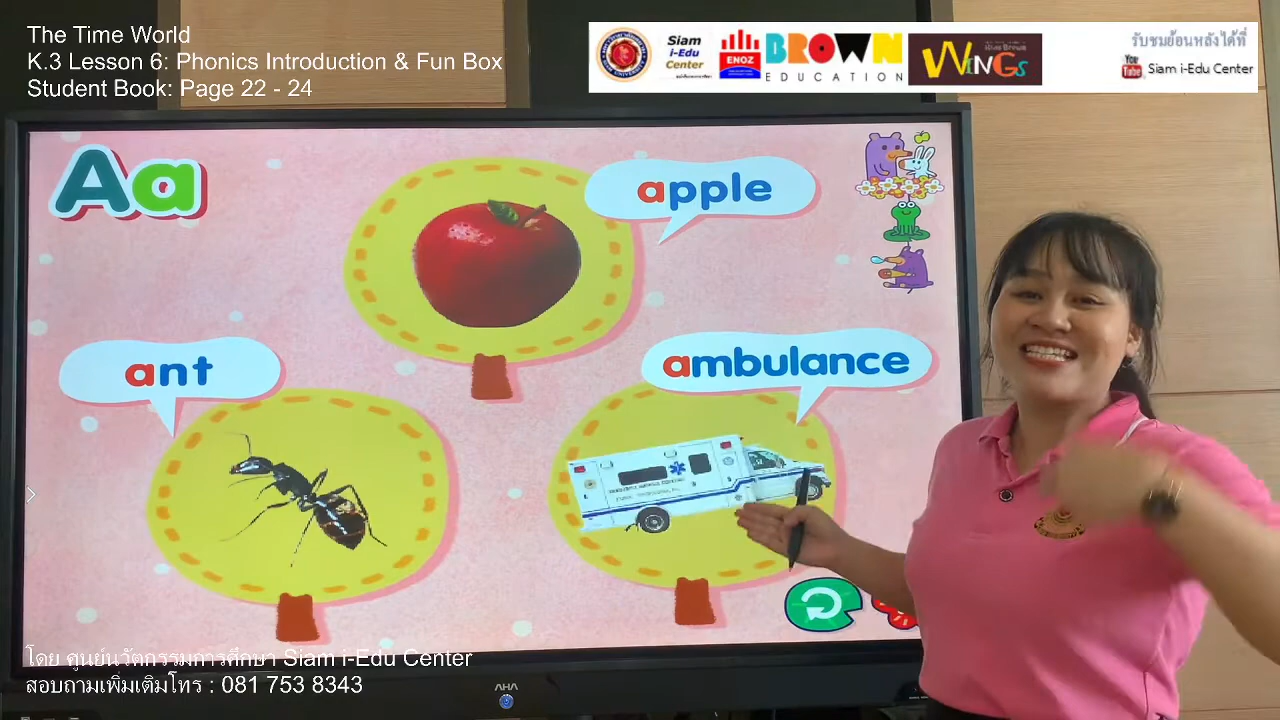 The Time World
K.3 Lesson 6: Phonics Introduction & Fun Box
Student Book: Page 22 - 24
Siam
i-Edu
Center
ENOZ
BROWN
EDUCATION
WiNGs
รับชมย้อนหลังได้ที่
You
Tube
Siam i-Edu Center
Aa
apple
ant
ambulance
โดย ศูนย์นวัตกรรมการศึกษา Siam i-Edu Center
สอบถามเพิ่มเติมโทร : 081 753 8343
AHA